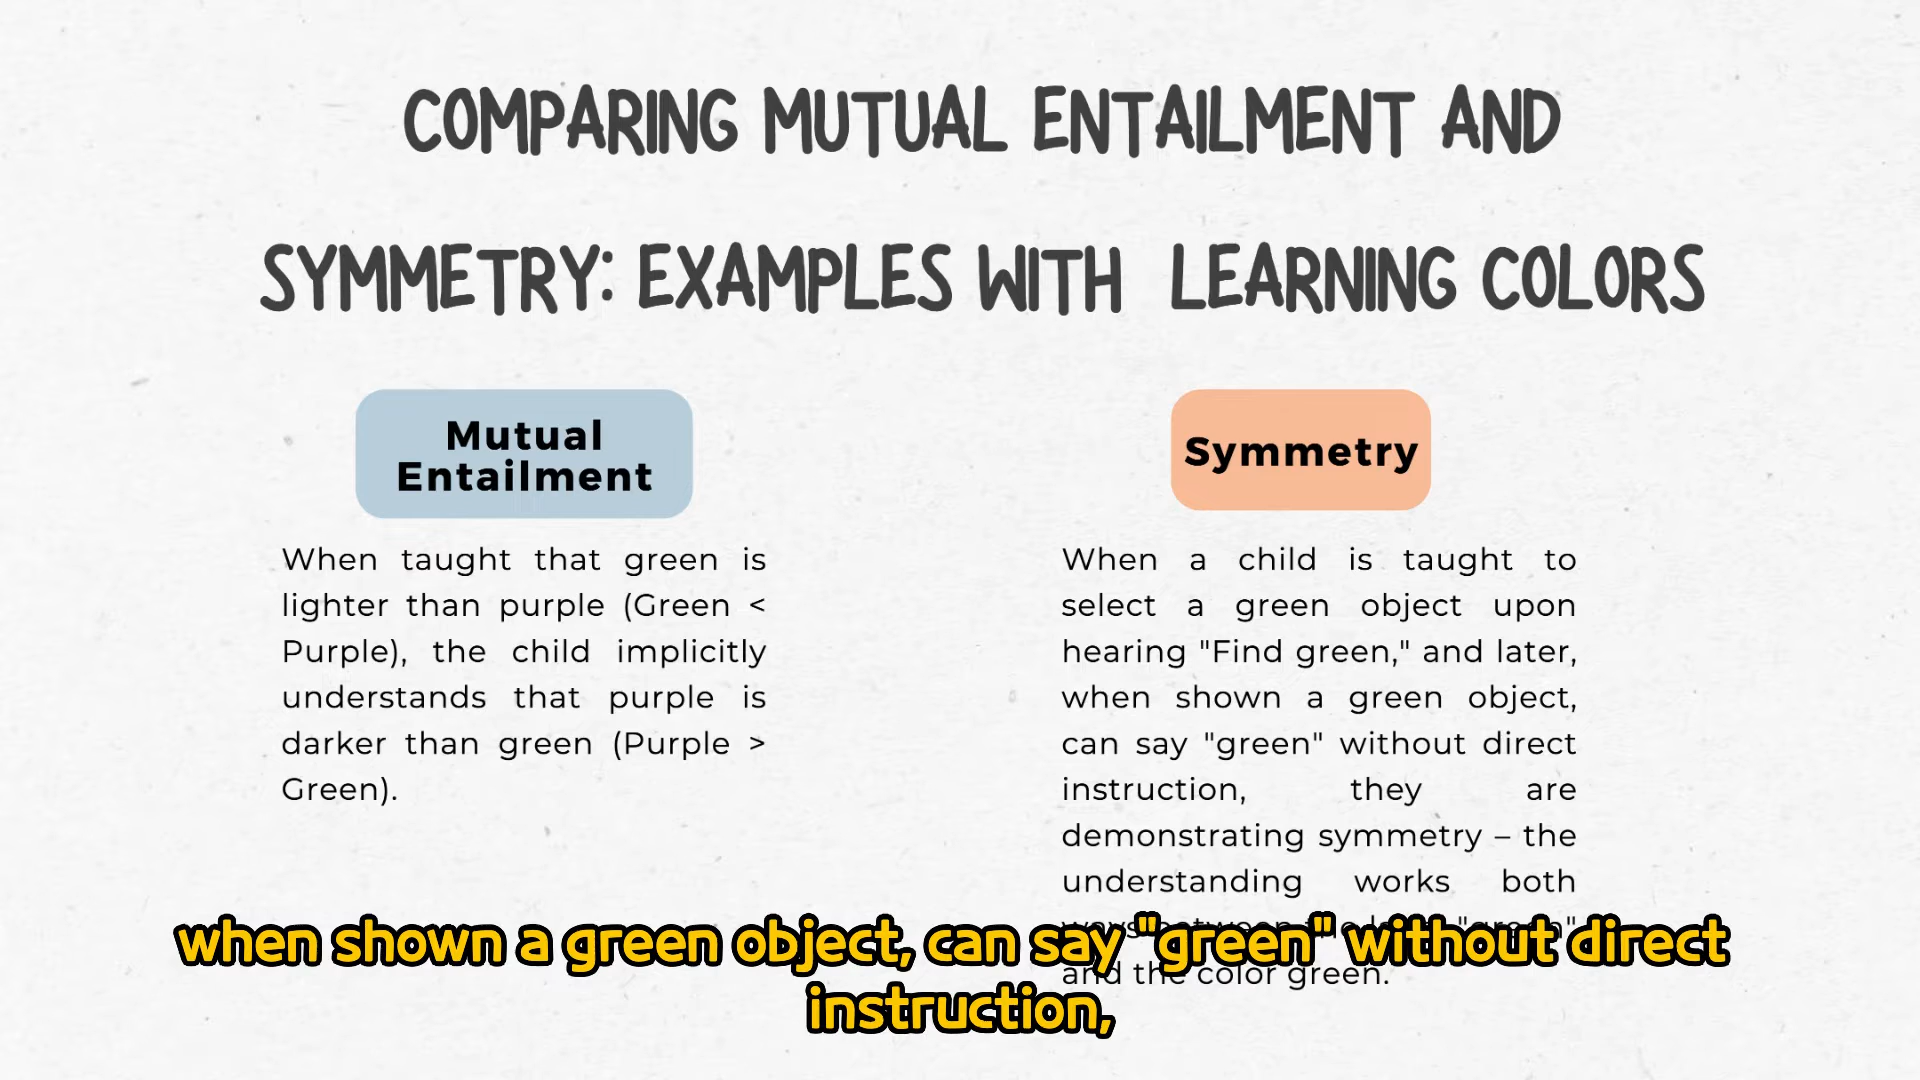 COMPARING MUTUAL ENTAILMENT AND
SYMMETRY: EXAMPLES WITH LEARNING COLORS
Mutual
Entailment
When taught that green is
lighter than purple (Green <
Purple), the child implicitly
understands that purple is
darker than green (Purple >
Green).
Symmetry
When a child is taught to
select a green object upon
hearing "Find green," and later,
when shown a green object,
can say "green" without direct
instruction, they are
demonstrating symmetry – the
understanding works both
ways between the "green"
and the color green.
when shown a green object, can say "green" without direct
instruction,